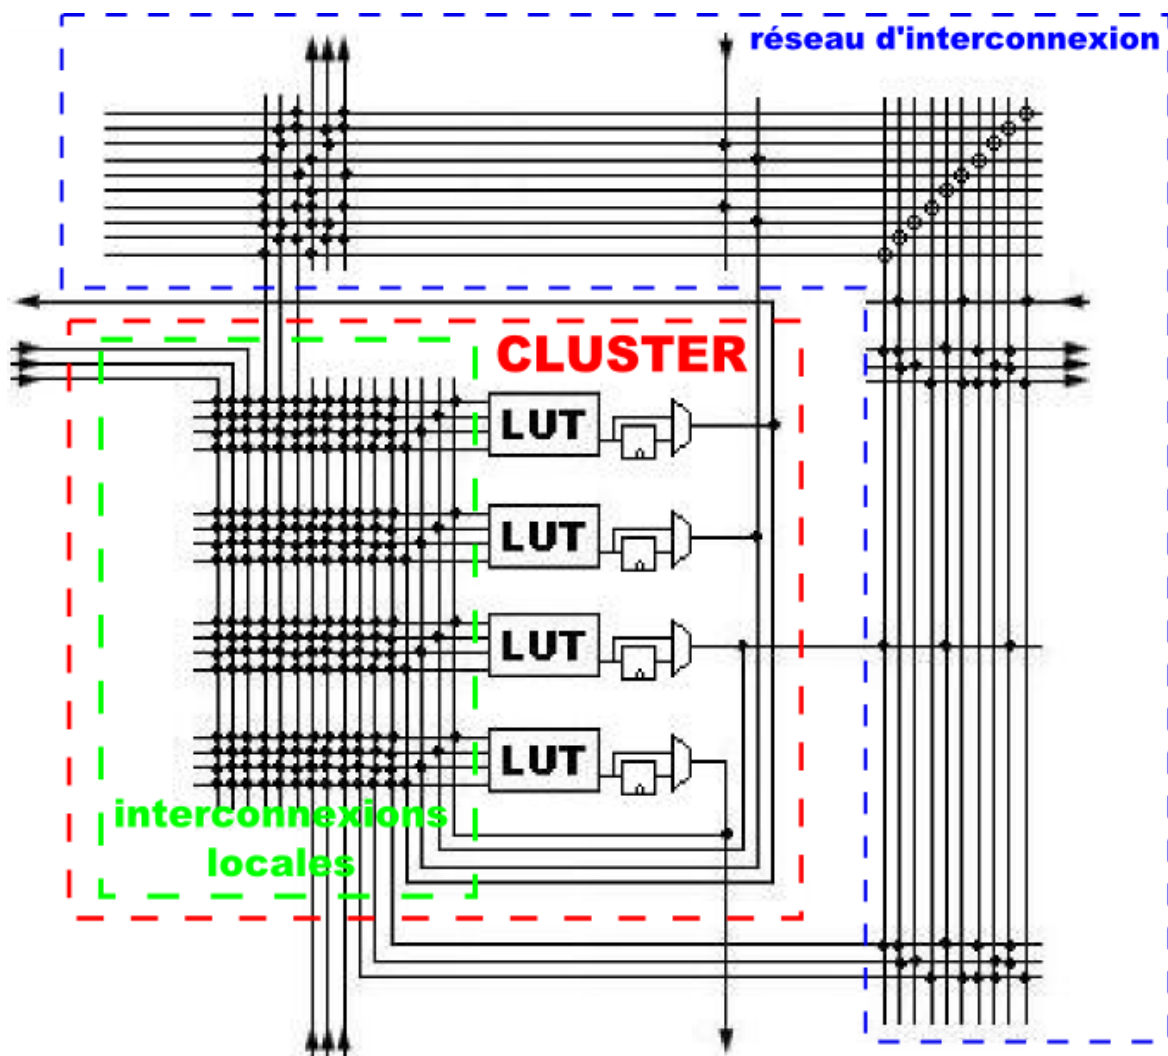 réseau d'interconnexion
CLUSTER
LUT
LUT
LUT
LUT
interconnexions
locales